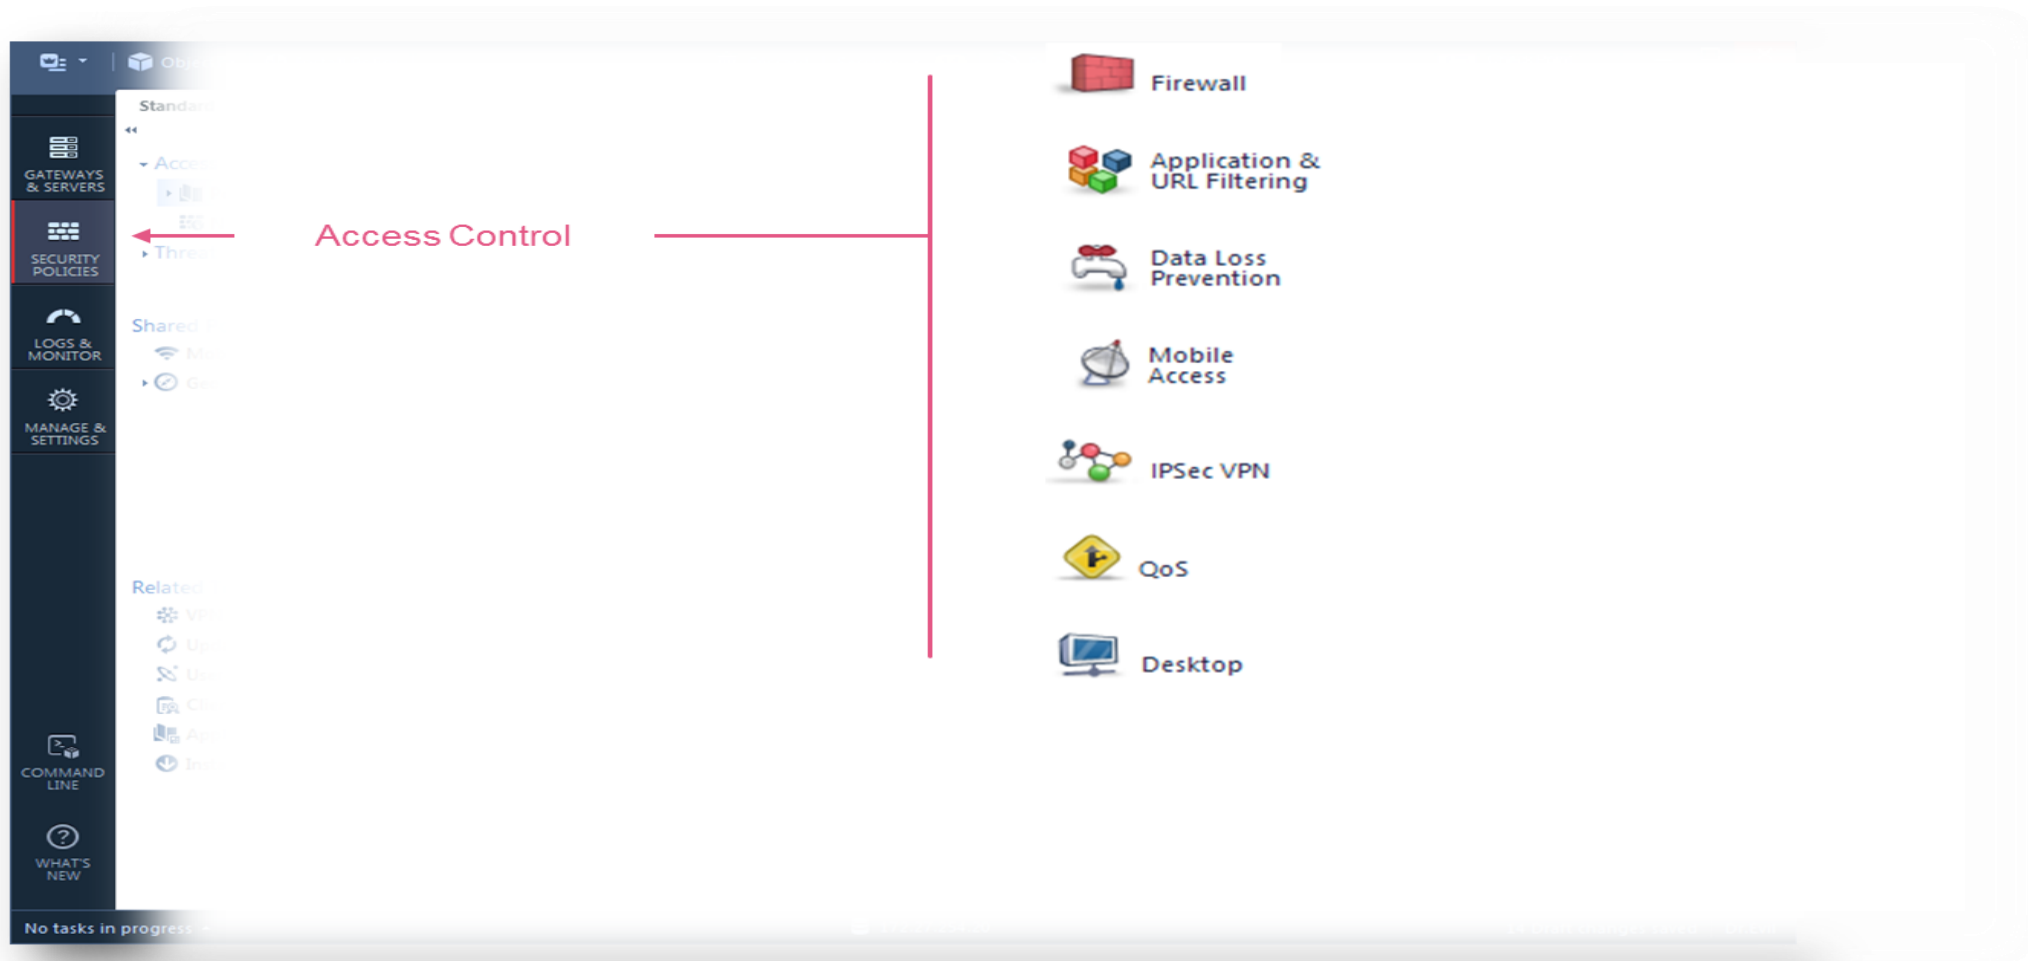 GATEWAYS
& SERVERS
SECURITY
POLICIES
LOGS &
MONITOR
MANAGE &
SETTINGS
COMMAND
LINE
WHAT'S
NEW
No tasks in progress
Standard
Shared
Related
Access Control
Firewall
Application &
URL Filtering
Data Loss
Prevention
Mobile
Access
IPSec VPN
QoS
Desktop